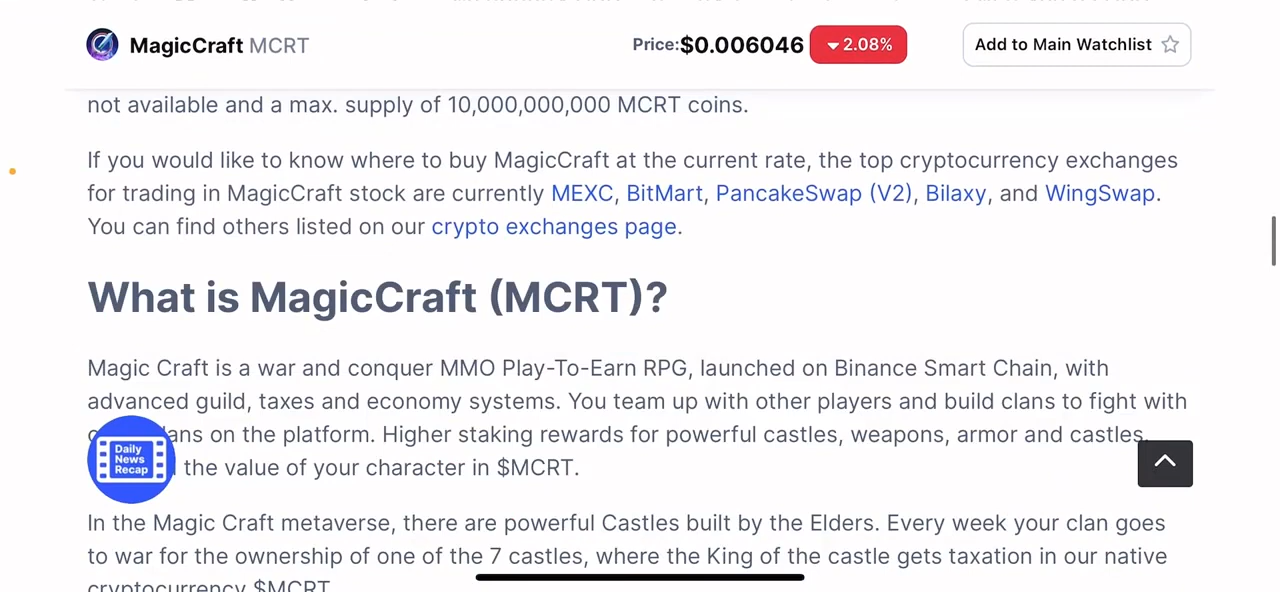 MagicCraft MCRT
Price:$0.006046 2.08%
Add to Main Watchlist
not available and a max. supply of 10,000,000,000 MCRT coins.
If you would like to know where to buy MagicCraft at the current rate, the top cryptocurrency exchanges
for trading in MagicCraft stock are currently MEXC, BitMart, PancakeSwap (V2), Bilaxy, and WingSwap.
You can find others listed on our crypto exchanges page.
What is MagicCraft (MCRT)?
Magic Craft is a war and conquer MMO Play-To-Earn RPG, launched on Binance Smart Chain, with
advanced guild, taxes and economy systems. You team up with other players and build clans to fight with
on the platform. Higher staking rewards for powerful castles, weapons, armor and castles.
the value of your character in $MCRT.
Daily
News
Recap
In the Magic Craft metaverse, there are powerful Castles built by the Elders. Every week your clan goes
to war for the ownership of one of the 7 castles, where the King of the castle gets taxation in our native
cryptocurrency $MCRT.